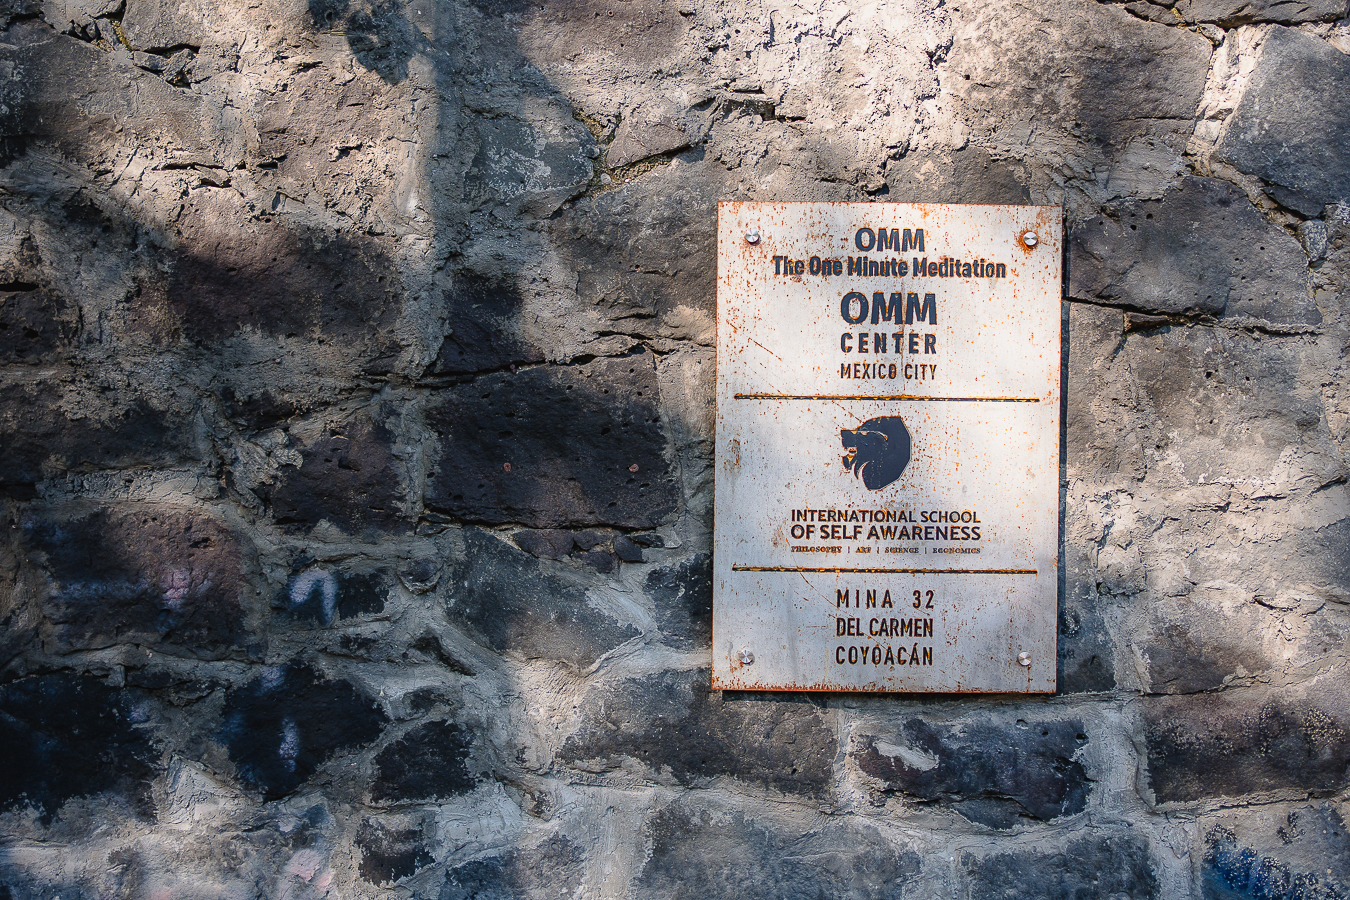 OMM
The One Minute Meditation
OMM
CENTER
MEXICO CITY
INTERNATIONAL SCHOOL
OF SELF AWARENESS
PHILOSOPHY | ART | SCIENCE | ECONOMICS
MINA 32
DEL CARMEN
COYOACÁN